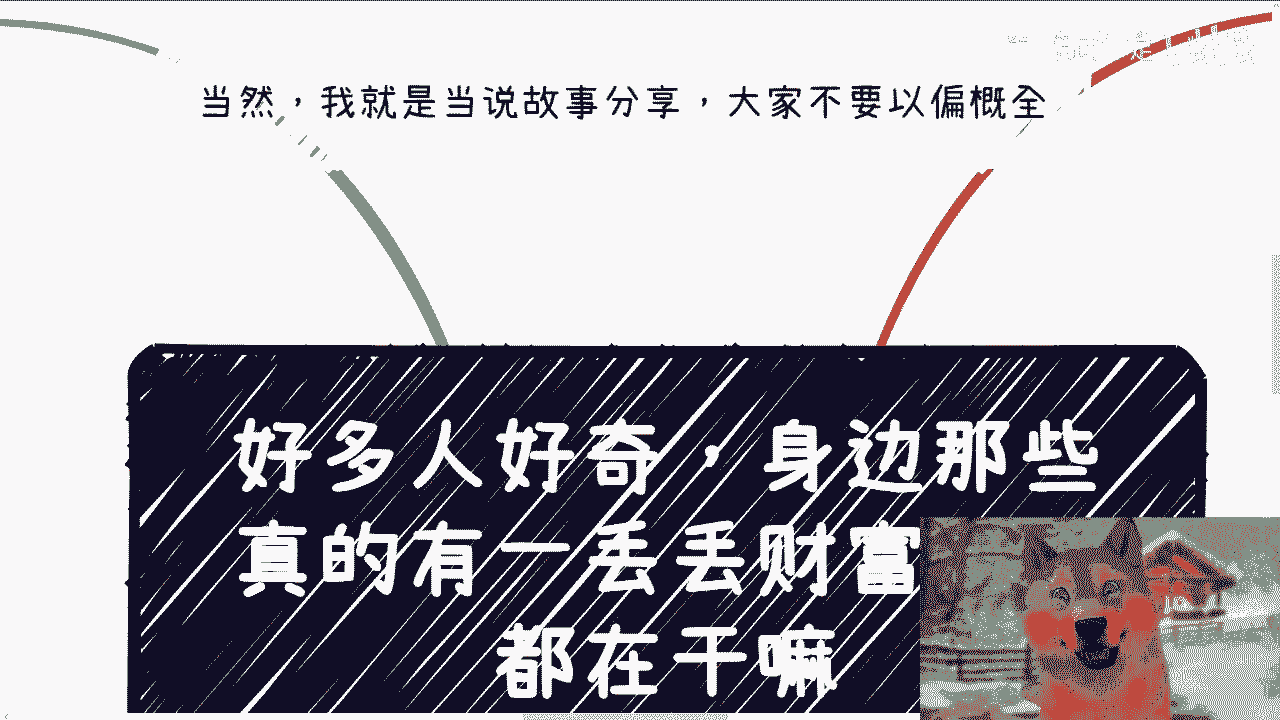 当然，我就是当说故事分享，大家不要以偏概全
好多人好奇，身边那些
真的有一丢丢财富
都在干嘛